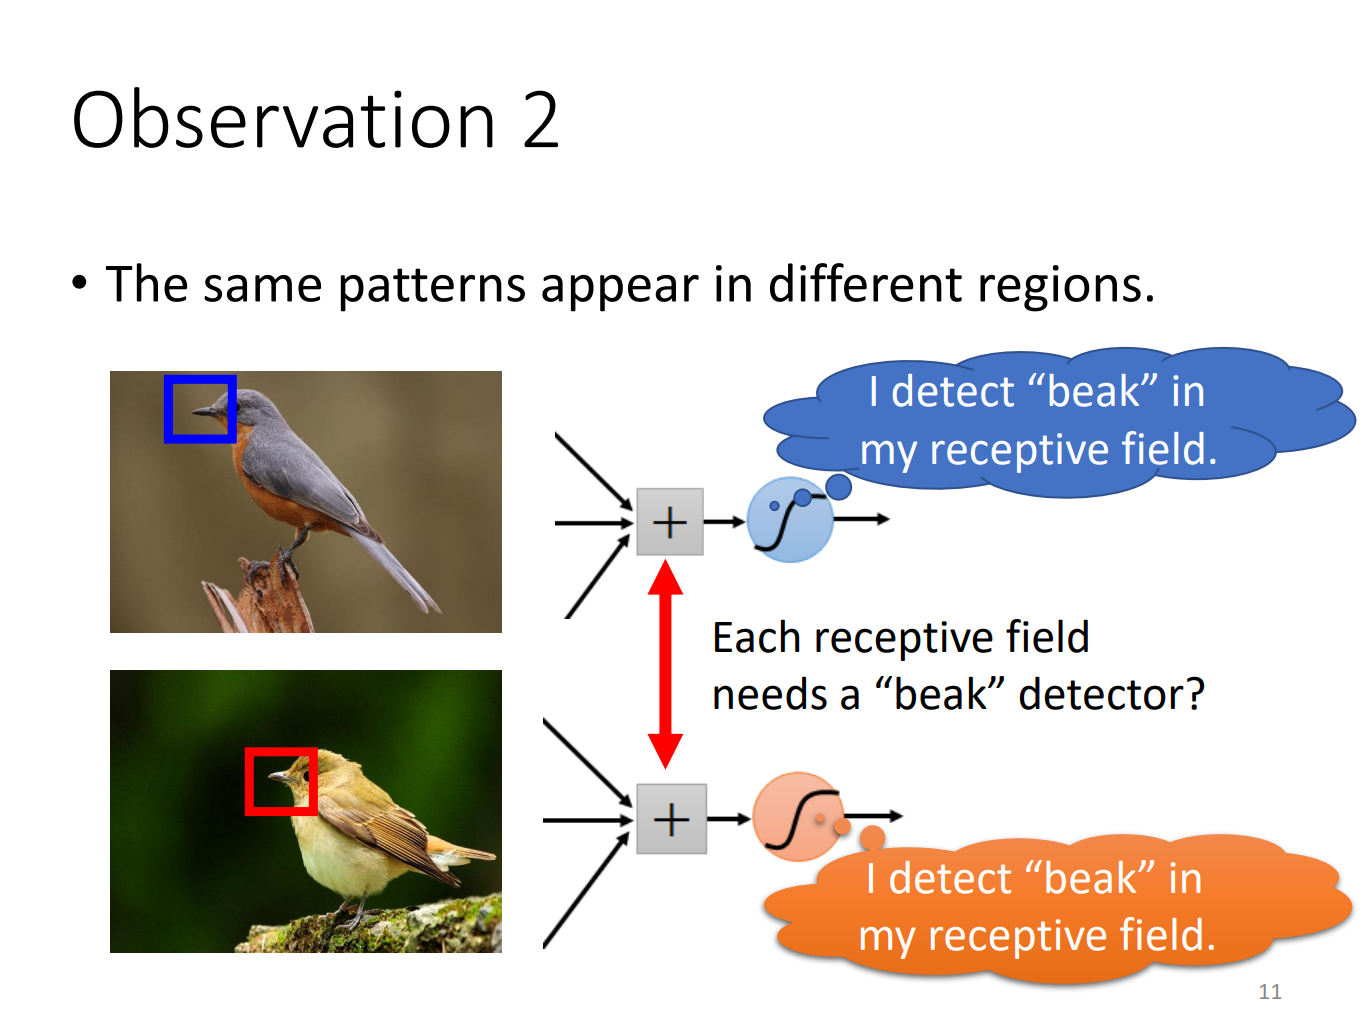 Observation 2
• The same patterns appear in different regions.
I detect “beak” in
my receptive field.
+
Each receptive field
needs a “beak” detector?
+
I detect “beak” in
my receptive field.
11